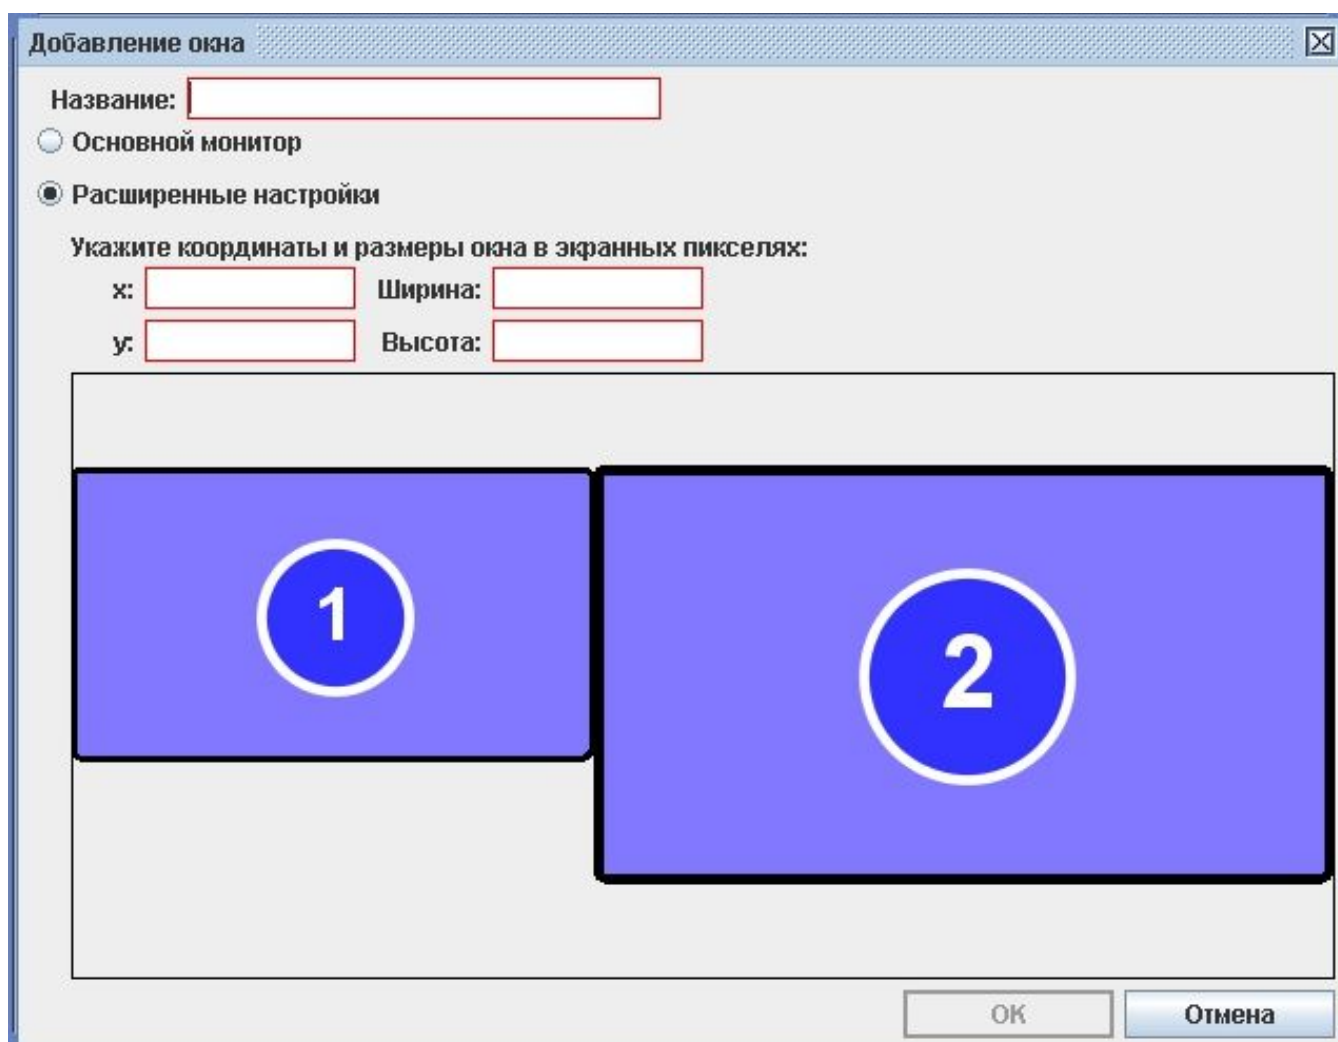 Добавление окна
Название:
Основной монитор
Расширенные настройки
Укажите координаты и размеры окна в экранных пикселях:
x: Ширина:
y: Высота:
1 2
OK Отмена